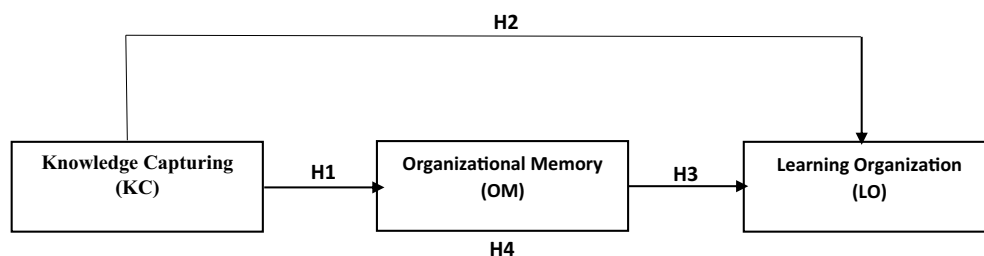 H2
Knowledge Capturing
(KC)
H1
Organizational Memory
(OM)
H3
Learning Organization
(LO)
H4